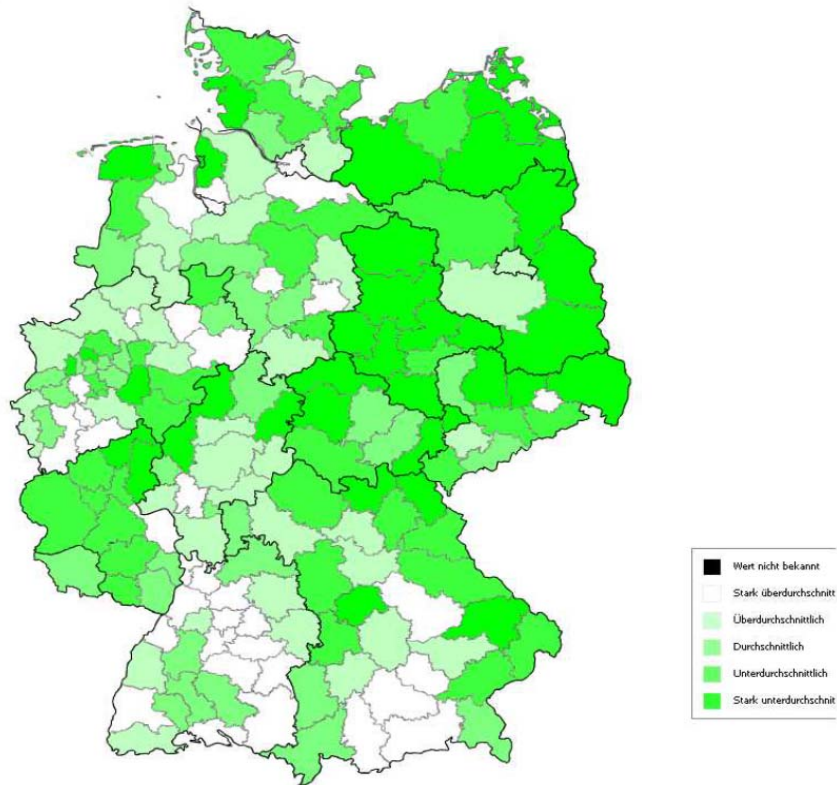 Wert nicht bekannt
Stark überdurchschnitt
Überdurchschnittlich
Durchschnittlich
Unterdurchschnittlich
Stark unterdurchschnit